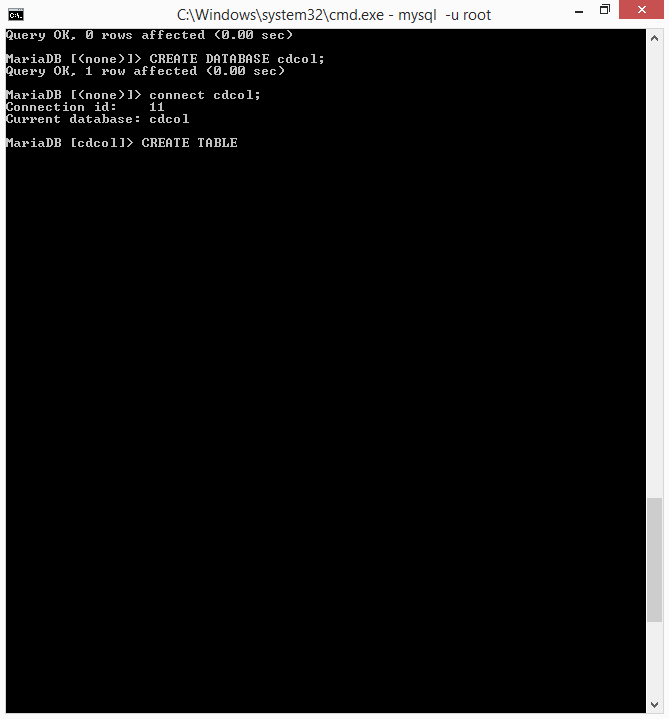 C:\Windows\system32\cmd.exe - mysql  -u root
Query OK, 0 rows affected (0.00 sec)
MariaDB [(none)]> CREATE DATABASE cdcol;
Query OK, 1 row affected (0.00 sec)
MariaDB [(none)]> connect cdcol;
Connection id:    11
Current database: cdcol
MariaDB [cdcol]> CREATE TABLE